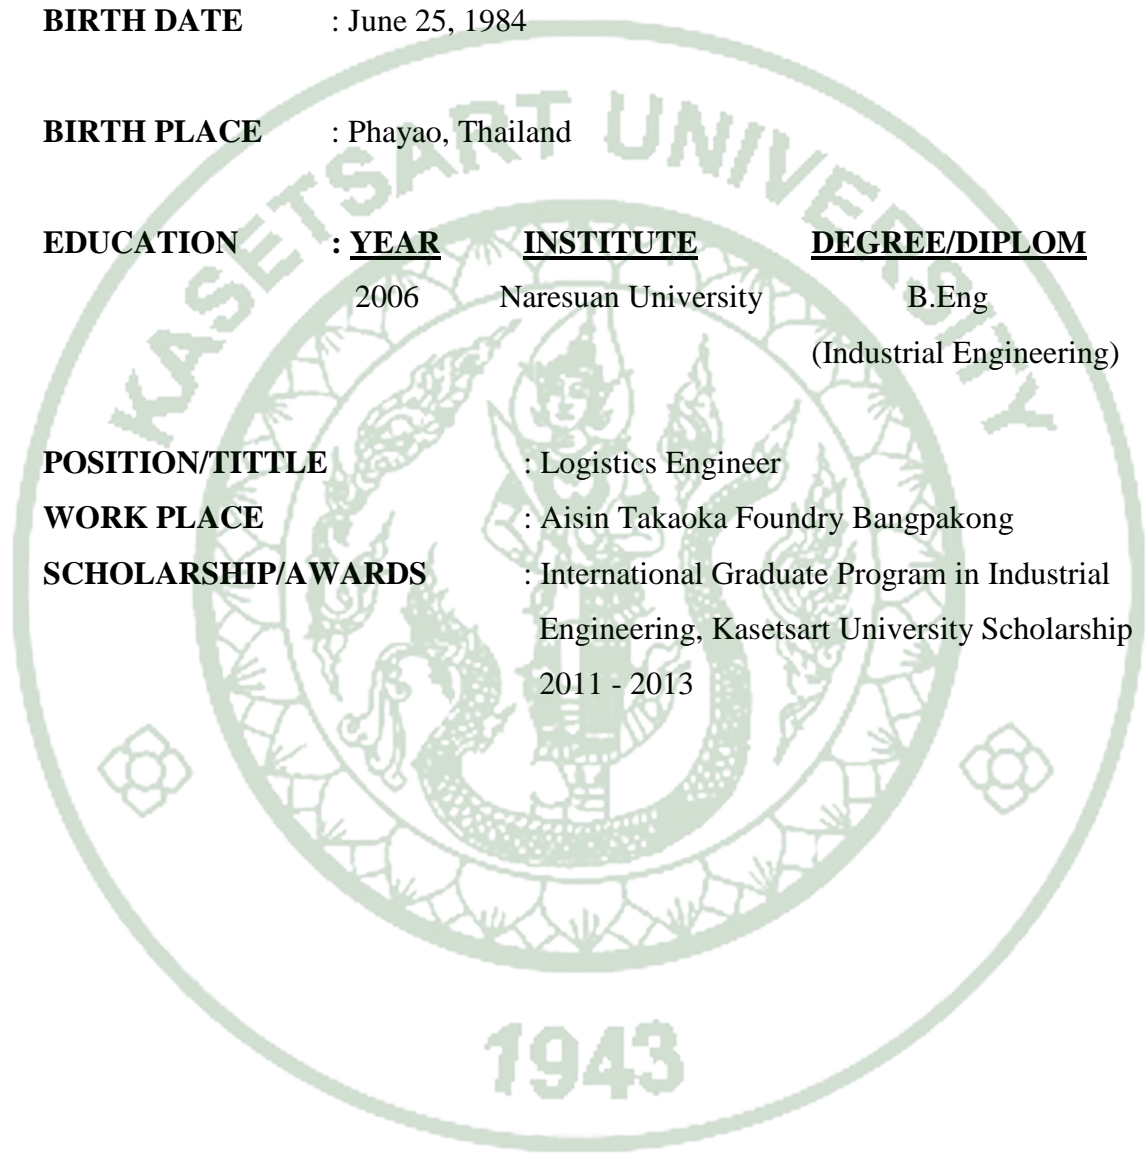 BIRTH DATE : June 25, 1984
BIRTH PLACE : Phayao, Thailand
EDUCATION : YEAR INSTITUTE DEGREE/DIPLOM
2006 Naresuan University B.Eng
(Industrial Engineering)
POSITION/TITTLE : Logistics Engineer
WORK PLACE : Aisin Takaoka Foundry Bangpakong
SCHOLARSHIP/AWARDS : International Graduate Program in Industrial
Engineering, Kasetsart University Scholarship
2011 - 2013
KASETSART UNIVERSITY
1943